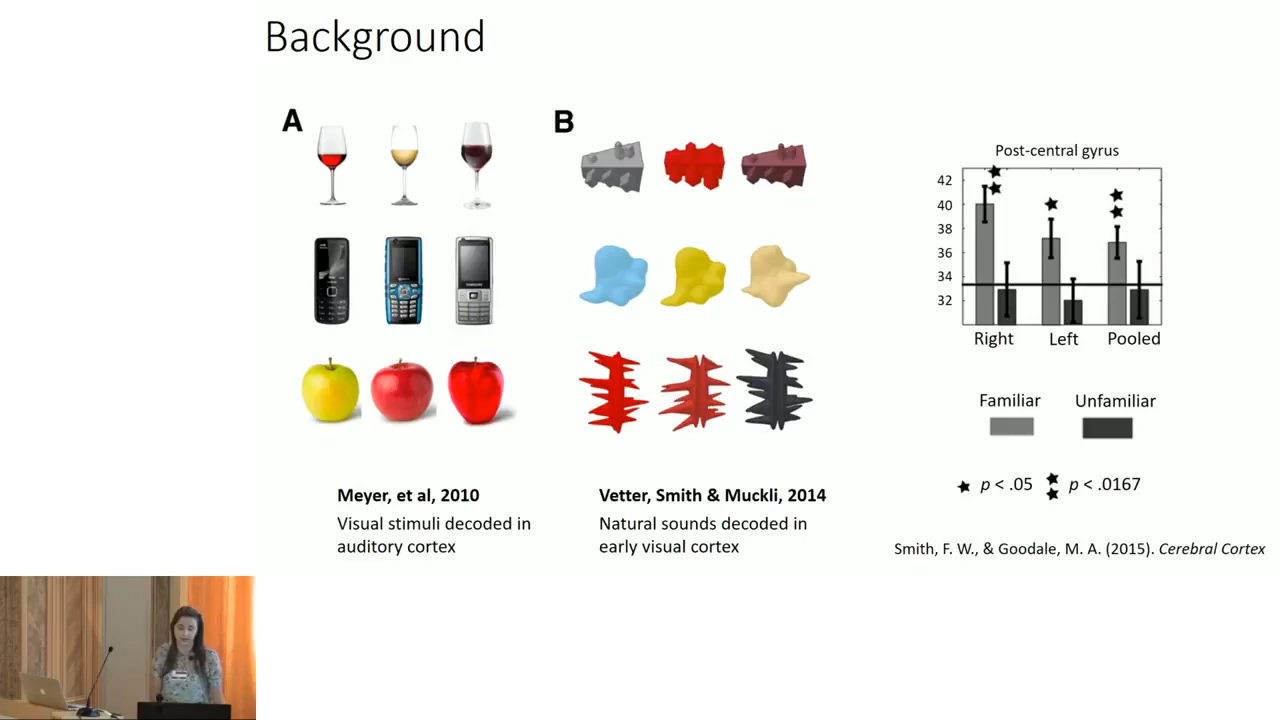 Background
A
B
Meyer, et al, 2010
Visual stimuli decoded in
auditory cortex
Vetter, Smith & Muckli, 2014
Natural sounds decoded in
early visual cortex
Post-central gyrus
42
40
38
36
34
32
Right Left Pooled
Familiar Unfamiliar
p < .05 p < .0167
Smith, F. W., & Goodale, M. A. (2015). Cerebral Cortex